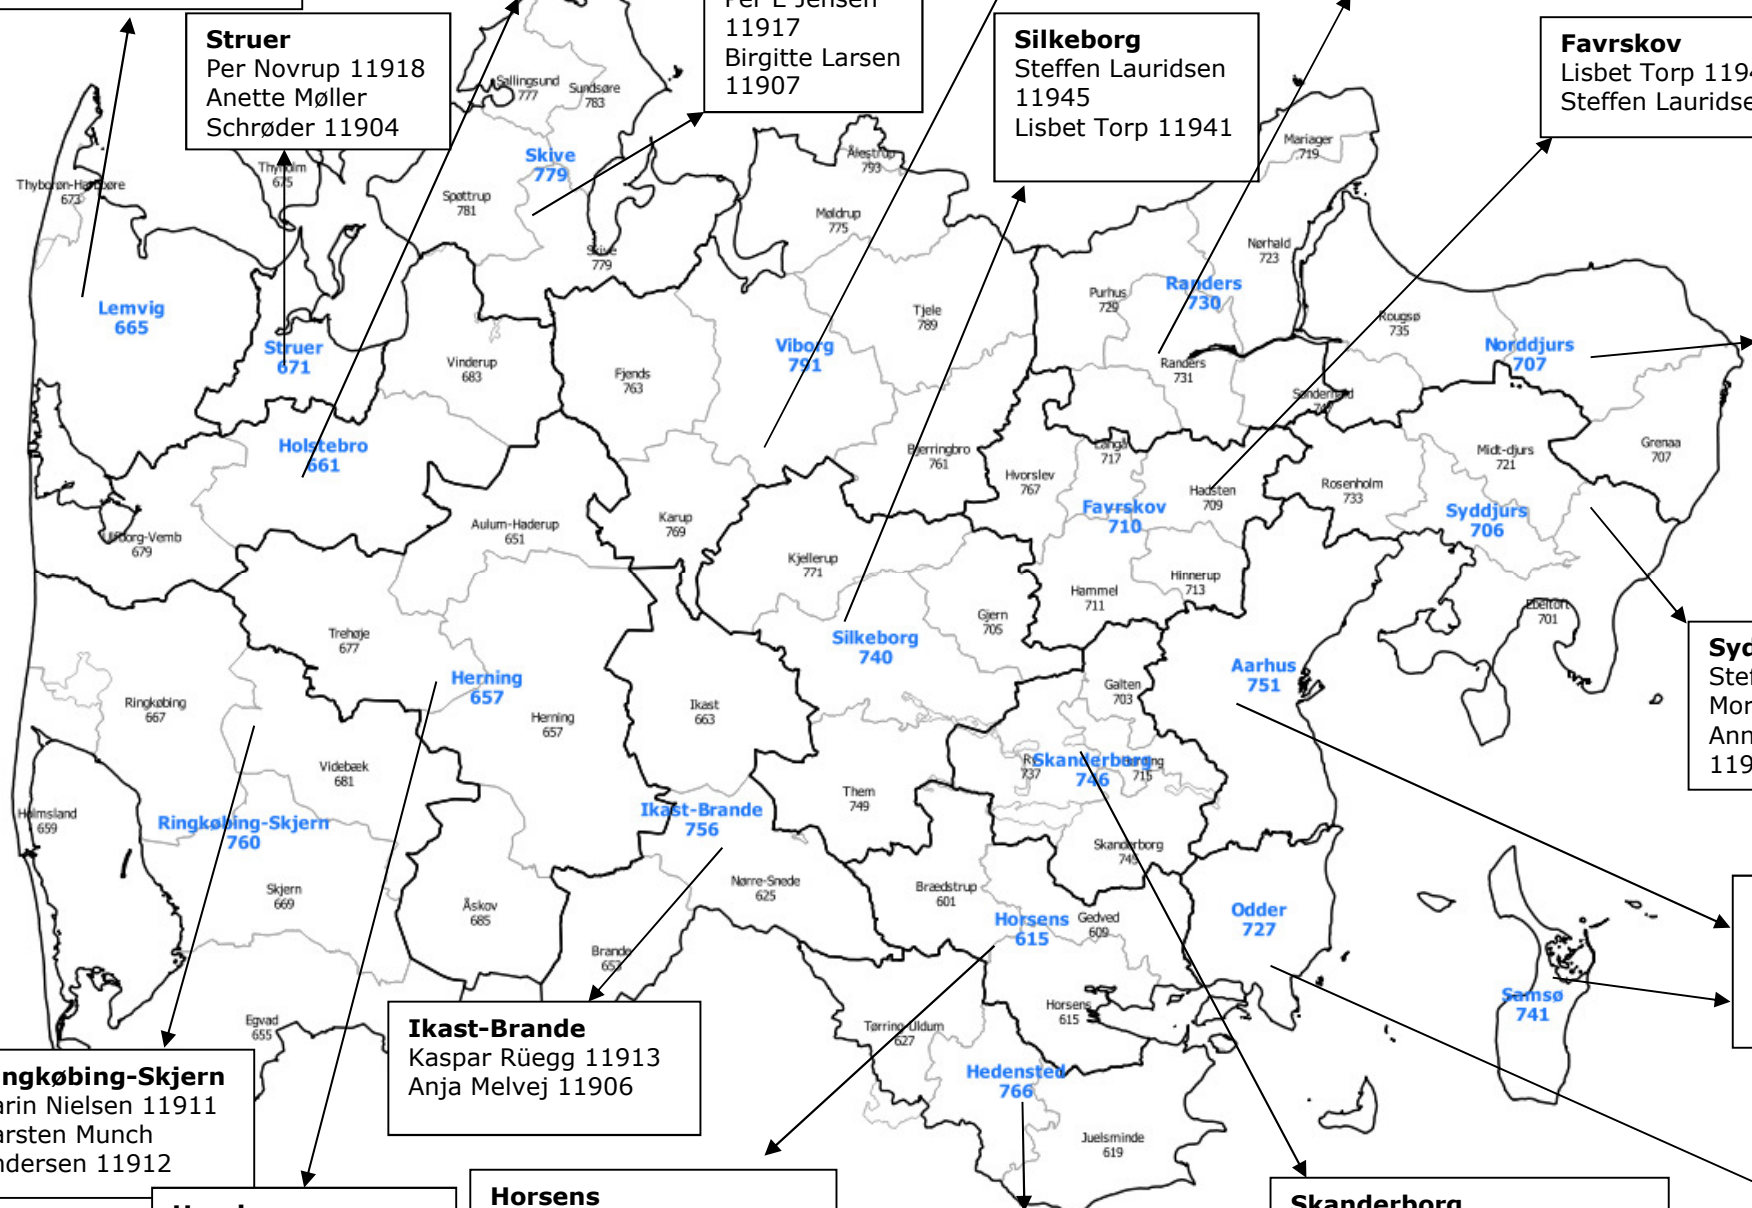 Struer
Per Novrup 11918
Anette Møller
Schrøder 11904
Per E Jensen
11917
Birgitte Larsen
11907
Silkeborg
Steffen Lauridsen
11945
Lisbet Torp 11941
Favrskov
Lisbet Torp
Sallingsund
777
Sundsøre
783
Mariager
719
Skive
779
Ålestrup
793
Thyholm
675
Thyborøn-Harboøre
673
Spøttrup
781
Møldrup
775
Skive
779
Nørhald
723
Lemvig
665
Purhus
729
Randers
730
Tjele
789
Rougsø
735
Struer
671
Viborg
791
Norddjurs
707
Vinderup
683
Fjends
763
Randers
731
Sønderhald
Holstebro
661
Bjerringbro
761
Langå
717
Midt-djurs
721
Grenaa
707
Hvorslev
767
Hadsten
709
Rosenholm
733
Favrskov
710
Syddjurs
706
Karup
769
Aulum-Haderup
651
Ulfborg-Vemb
679
Kjellerup
771
Hinnerup
713
Hammel
711
Ebeltoft
701
Gjern
705
Trehøje
677
Silkeborg
740
Herning
657
Aarhus
751
Galten
703
Ringkøbing
667
Herning
657
Ikast
663
Videbæk
681
Skanderborg
746
737
715
Them
749
Holmsland
659
Ringkøbing-Skjern
760
Ikast-Brande
756
Skanderborg
745
Skjern
669
Åskov
685
Nørre-Snede
625
Brædstrup
601
Horsens
615
Gedved
609
Odder
727
Brande
653
Samsø
741
Egvad
655
Horsens
615
Tørring-Uldum
627
Ikast-Brande
Kaspar Rüegg 11913
Anja Melvej 11906
Hedensted
766
ngkøbing-Skjern
arin Nielsen 11911
arsten Munch
ndersen 11912
Juelsminde
619
Horsens
Skanderborg